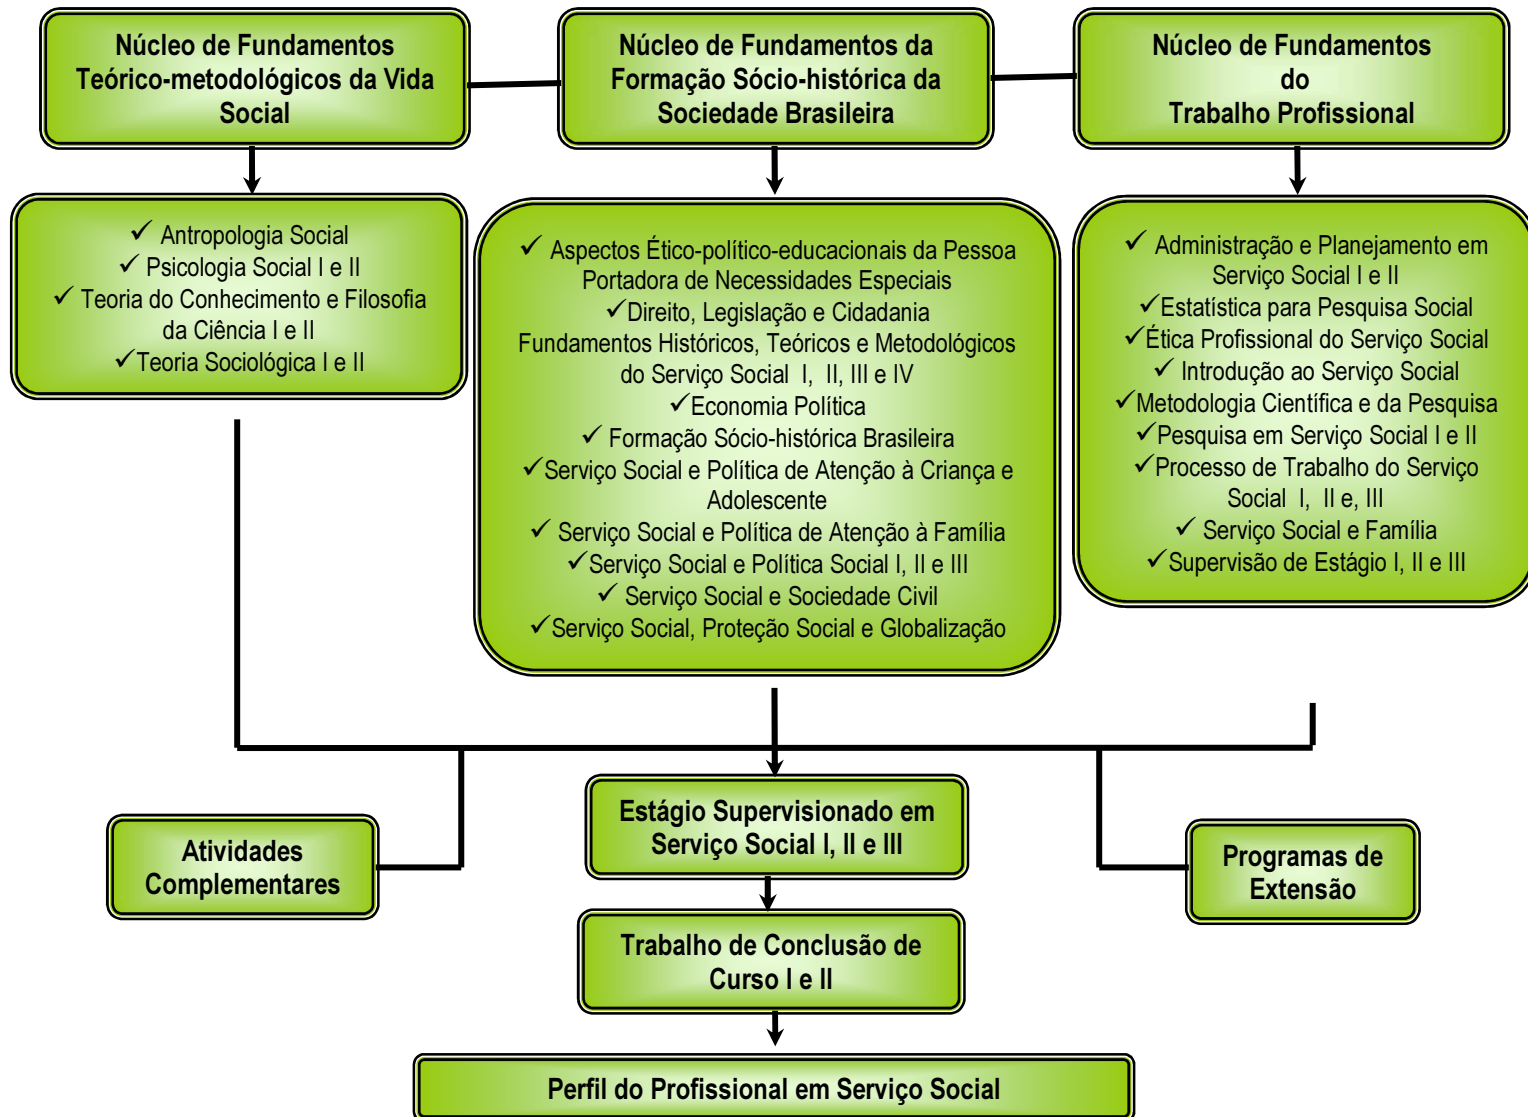 Núcleo de Fundamentos
Teórico-metodológicos da Vida
Social
Núcleo de Fundamentos da
Formação Sócio-histórica da
Sociedade Brasileira
Núcleo de Fundamentos
do
Trabalho Profissional
✓ Antropologia Social
✓ Psicologia Social I e II
✓ Teoria do Conhecimento e Filosofia
da Ciência I e II
✓Teoria Sociológica I e II
✓ Aspectos Ético-político-educacionais da Pessoa
Portadora de Necessidades Especiais
✓Direito, Legislação e Cidadania
Fundamentos Históricos, Teóricos e Metodológicos
do Serviço Social I, II, III e IV
✓Economia Política
✓ Formação Sócio-histórica Brasileira
✓Serviço Social e Política de Atenção à Criança e
Adolescente
✓ Serviço Social e Política de Atenção à Família
✓Serviço Social e Política Social I, II e III
✓ Serviço Social e Sociedade Civil
✓Serviço Social, Proteção Social e Globalização
✓ Administração e Planejamento em
Serviço Social I e II
✓Estatística para Pesquisa Social
✓Ética Profissional do Serviço Social
✓ Introdução ao Serviço Social
✓Metodologia Científica e da Pesquisa
✓Pesquisa em Serviço Social I e II
✓Processo de Trabalho do Serviço
Social I, II e, III
✓ Serviço Social e Família
✓Supervisão de Estágio I, II e III
Estágio Supervisionado em
Serviço Social I, II e III
Atividades
Complementares
Programas de
Extensão
Trabalho de Conclusão de
Curso I e II
Perfil do Profissional em Serviço Social